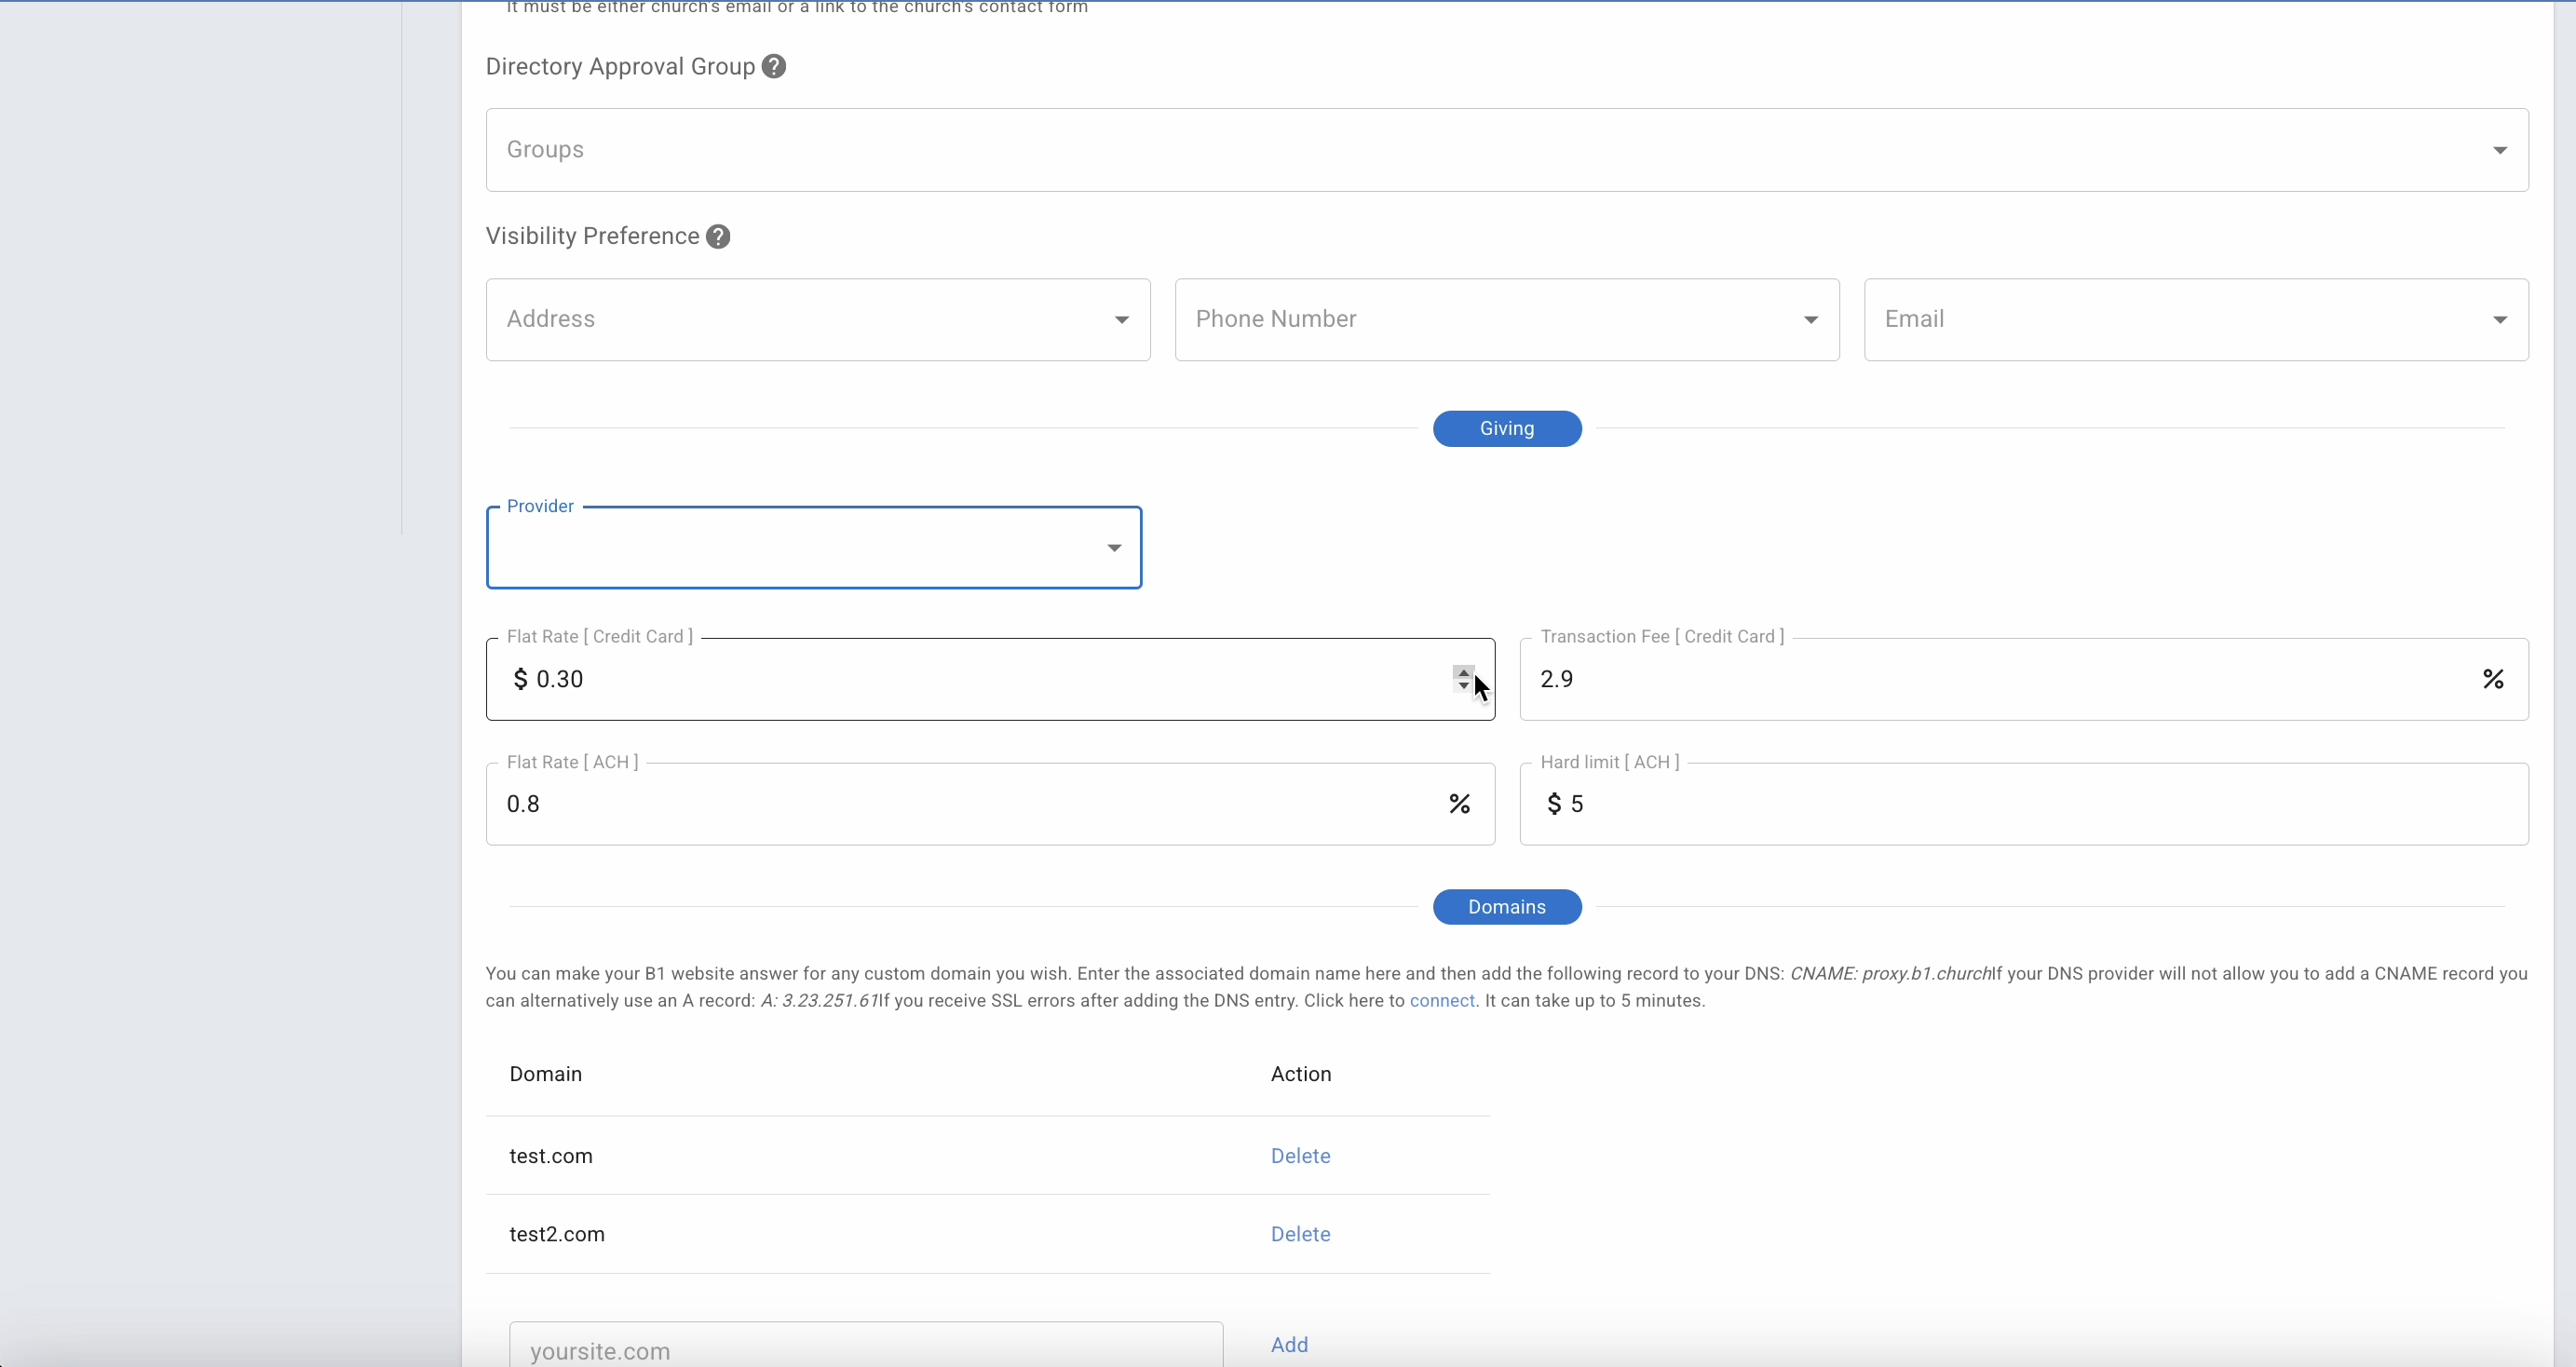 It must be either church's email or a link to the church's contact form
Directory Approval Group
Groups
Visibility Preference
Address
Phone Number
Email
Giving
Provider
Flat Rate [ Credit Card ]
$ 0.30
Transaction Fee [ Credit Card ]
2.9 %
Flat Rate [ ACH ]
0.8 %
Hard limit [ ACH ]
$ 5
Domains
You can make your B1 website answer for any custom domain you wish. Enter the associated domain name here and then add the following record to your DNS: CNAME: proxy.b1.churchIf your DNS provider will not allow you to add a CNAME record you
can alternatively use an A record: A: 3.23.251.61If you receive SSL errors after adding the DNS entry. Click here to connect. It can take up to 5 minutes.
Domain Action
test.com Delete
test2.com Delete
yoursite.com Add